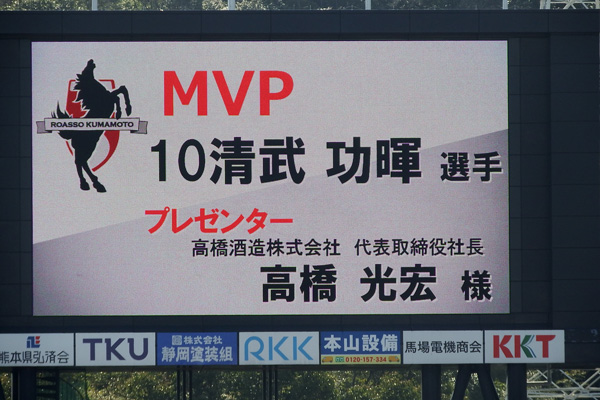 MVP
ROASSO KUMAMOTO
10清武 功暉 選手
プレゼンター
高橋酒造株式会社 代表取締役社長
高橋 光宏 様
熊本県弘済会
TKU
株式会社
静岡塗装組
RKK
本山設備
0120-157-334
馬場電機商会
KKT